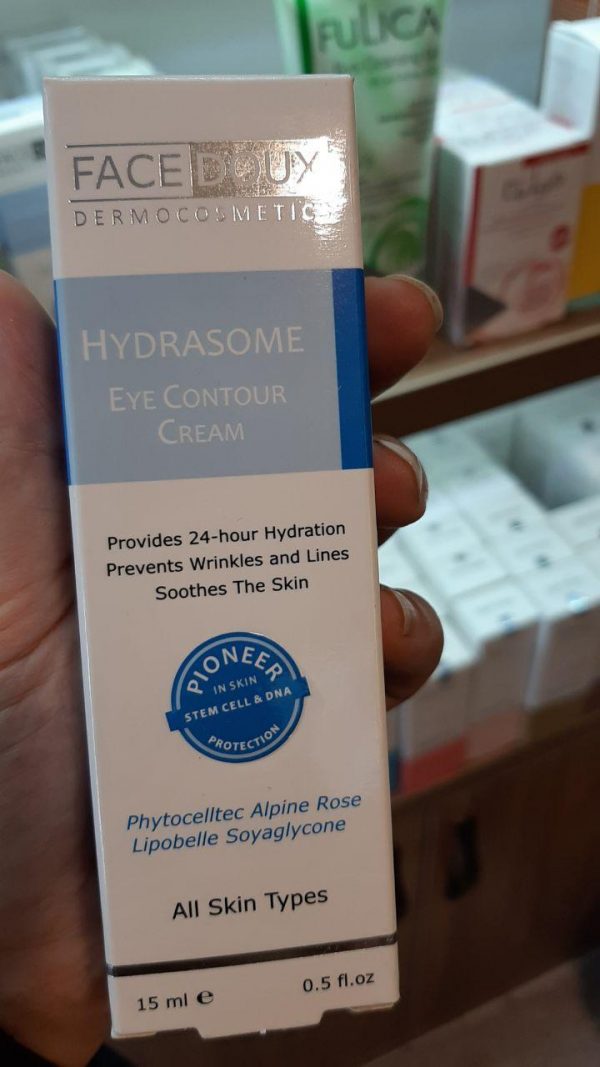 FULICA
FACE DOUX
DERMOCOSMETIC
HYDRASOME
EYE CONTOUR
CREAM
Provides 24-hour Hydration
Prevents Wrinkles and Lines
Soothes The Skin
PIONEER
IN SKIN
STEM CELL & DNA
PROTECTION
Phytocelltec Alpine Rose
Lipobelle Soyaglycone
All Skin Types
15 ml e 0.5 fl.oz